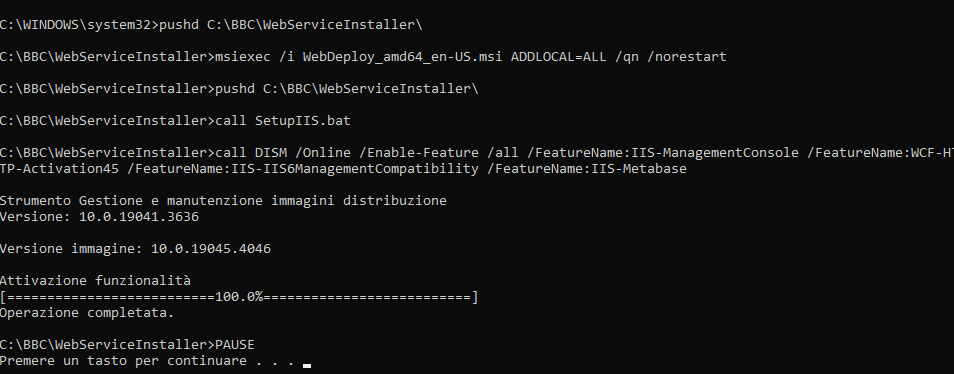 C:\WINDOWS\system32>pushd C:\BBC\WebServiceInstaller\
C:\BBC\WebServiceInstaller>msiexec /i WebDeploy_amd64_en-US.msi ADDLOCAL=ALL /qn /norestart
C:\BBC\WebServiceInstaller>pushd C:\BBC\WebServiceInstaller\
C:\BBC\WebServiceInstaller>call SetupIIS.bat
C:\BBC\WebServiceInstaller>call DISM /Online /Enable-Feature /all /FeatureName:IIS-ManagementConsole /FeatureName:WCF-HT
TP-Activation45 /FeatureName:IIS-IIS6ManagementCompatibility /FeatureName:IIS-Metabase
Strumento Gestione e manutenzione immagini distribuzione
Versione: 10.0.19041.3636
Versione immagine: 10.0.19045.4046
Attivazione funzionalità
[==========================100.0%==========================]
Operazione completata.
C:\BBC\WebServiceInstaller>PAUSE
Premere un tasto per continuare . . .